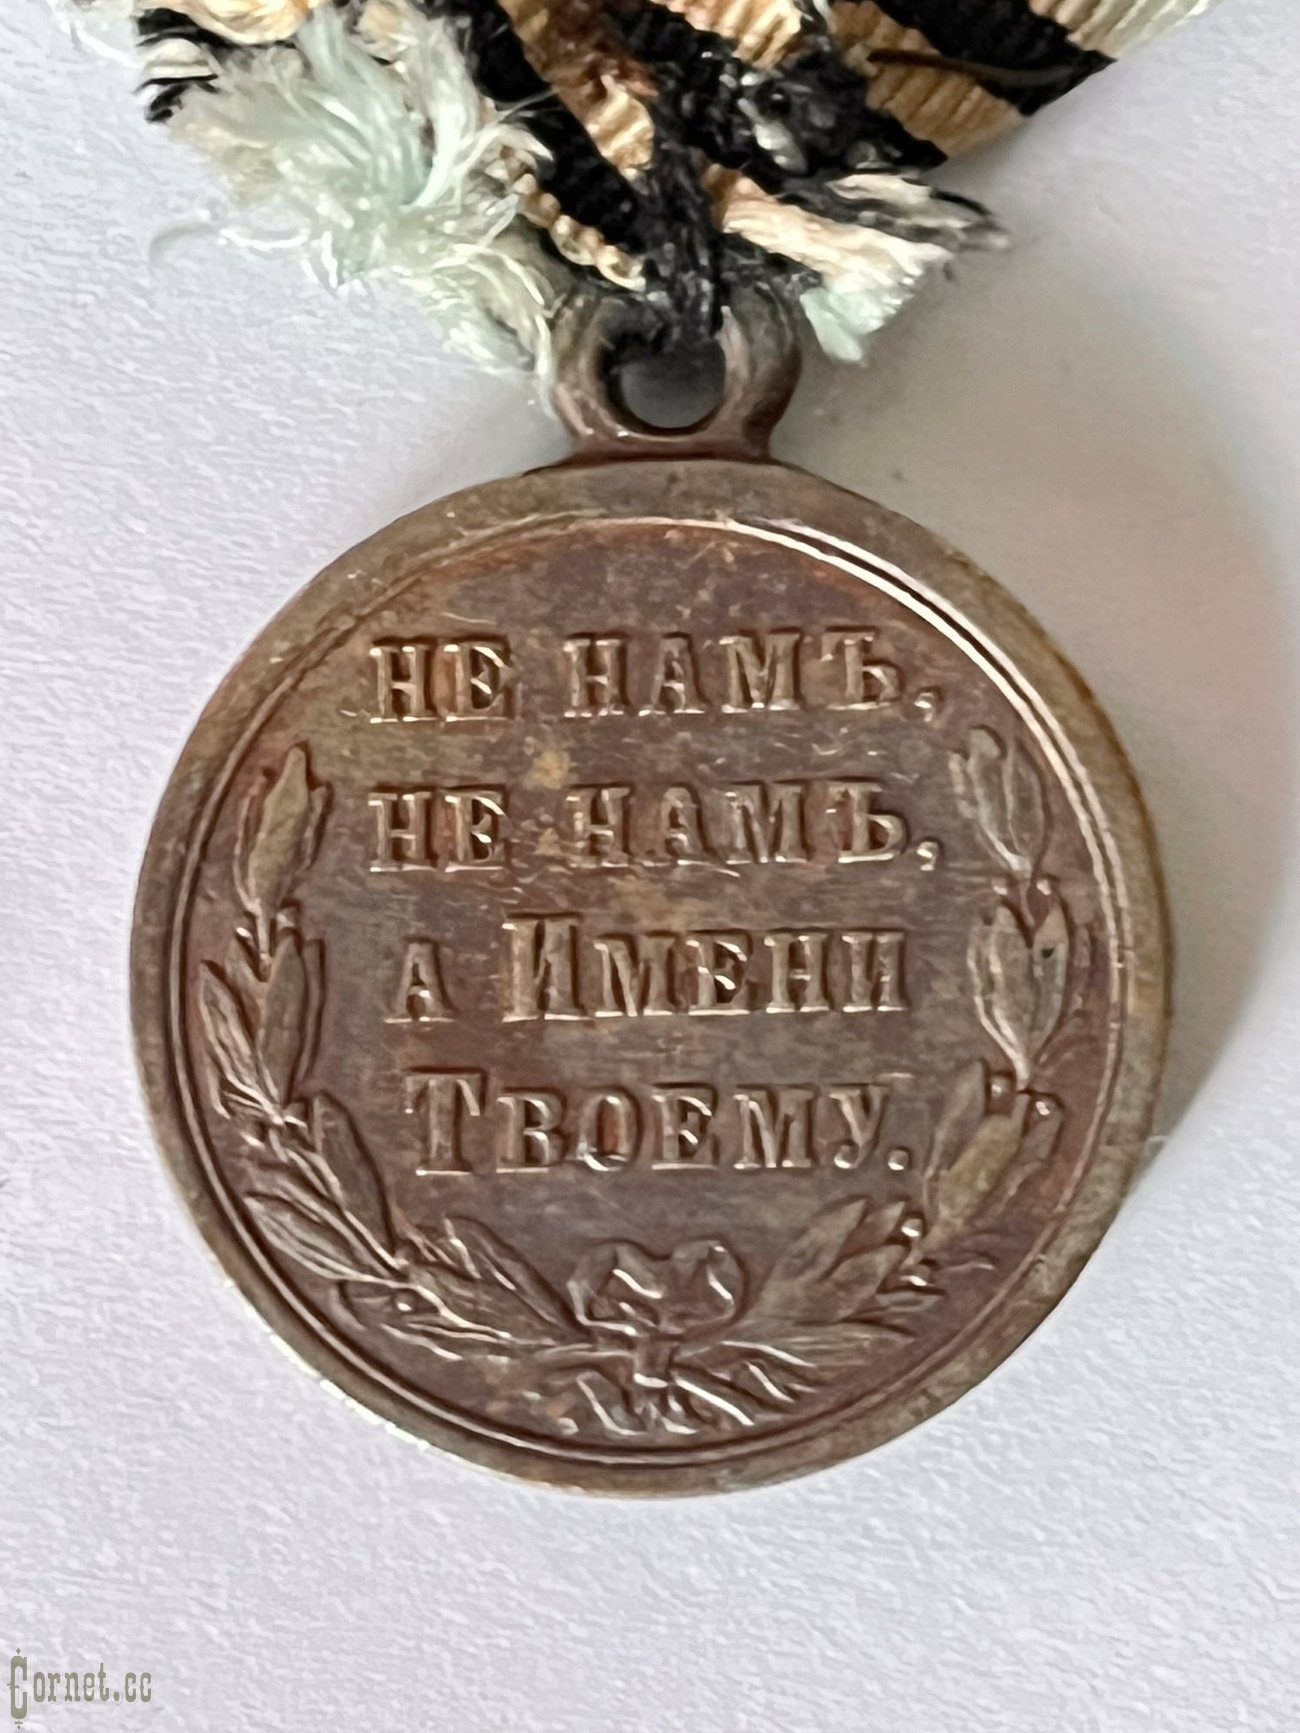 НЕ НАМЪ,
НЕ НАМЪ,
А ИМЕНИ
ТВОЕМУ.
Cornet.cc